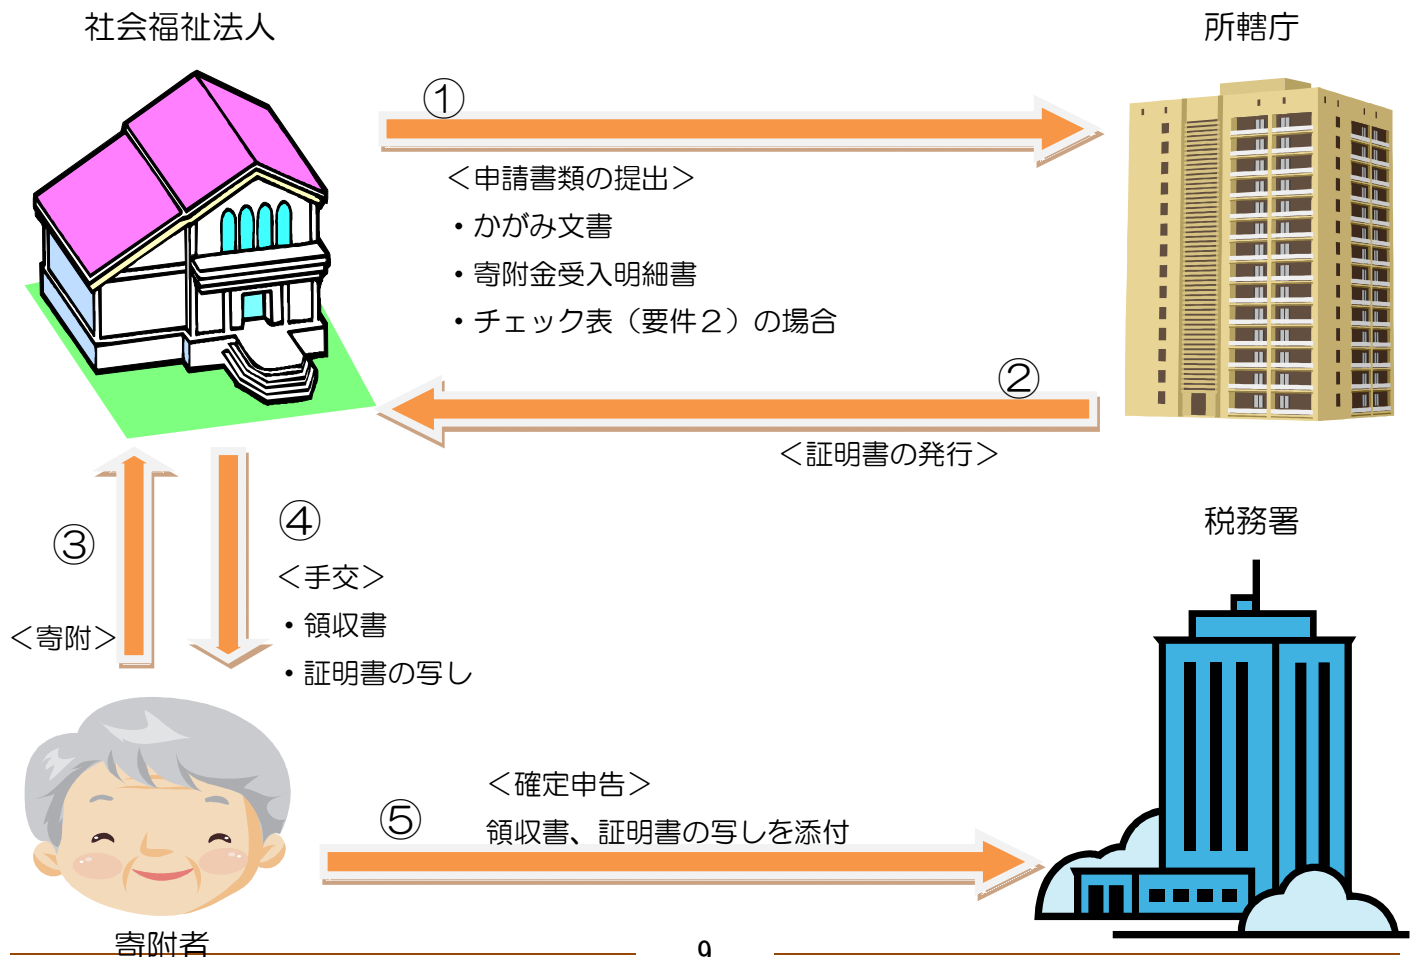 社会福祉法人
所轄庁
①
＜申請書類の提出＞
・かがみ文書
・寄附金受入明細書
・チェック表（要件２）の場合
②
＜証明書の発行＞
③
＜寄附＞
④
＜手交＞
・領収書
・証明書の写し
税務署
⑤
＜確定申告＞
領収書、証明書の写しを添付
寄附者
9